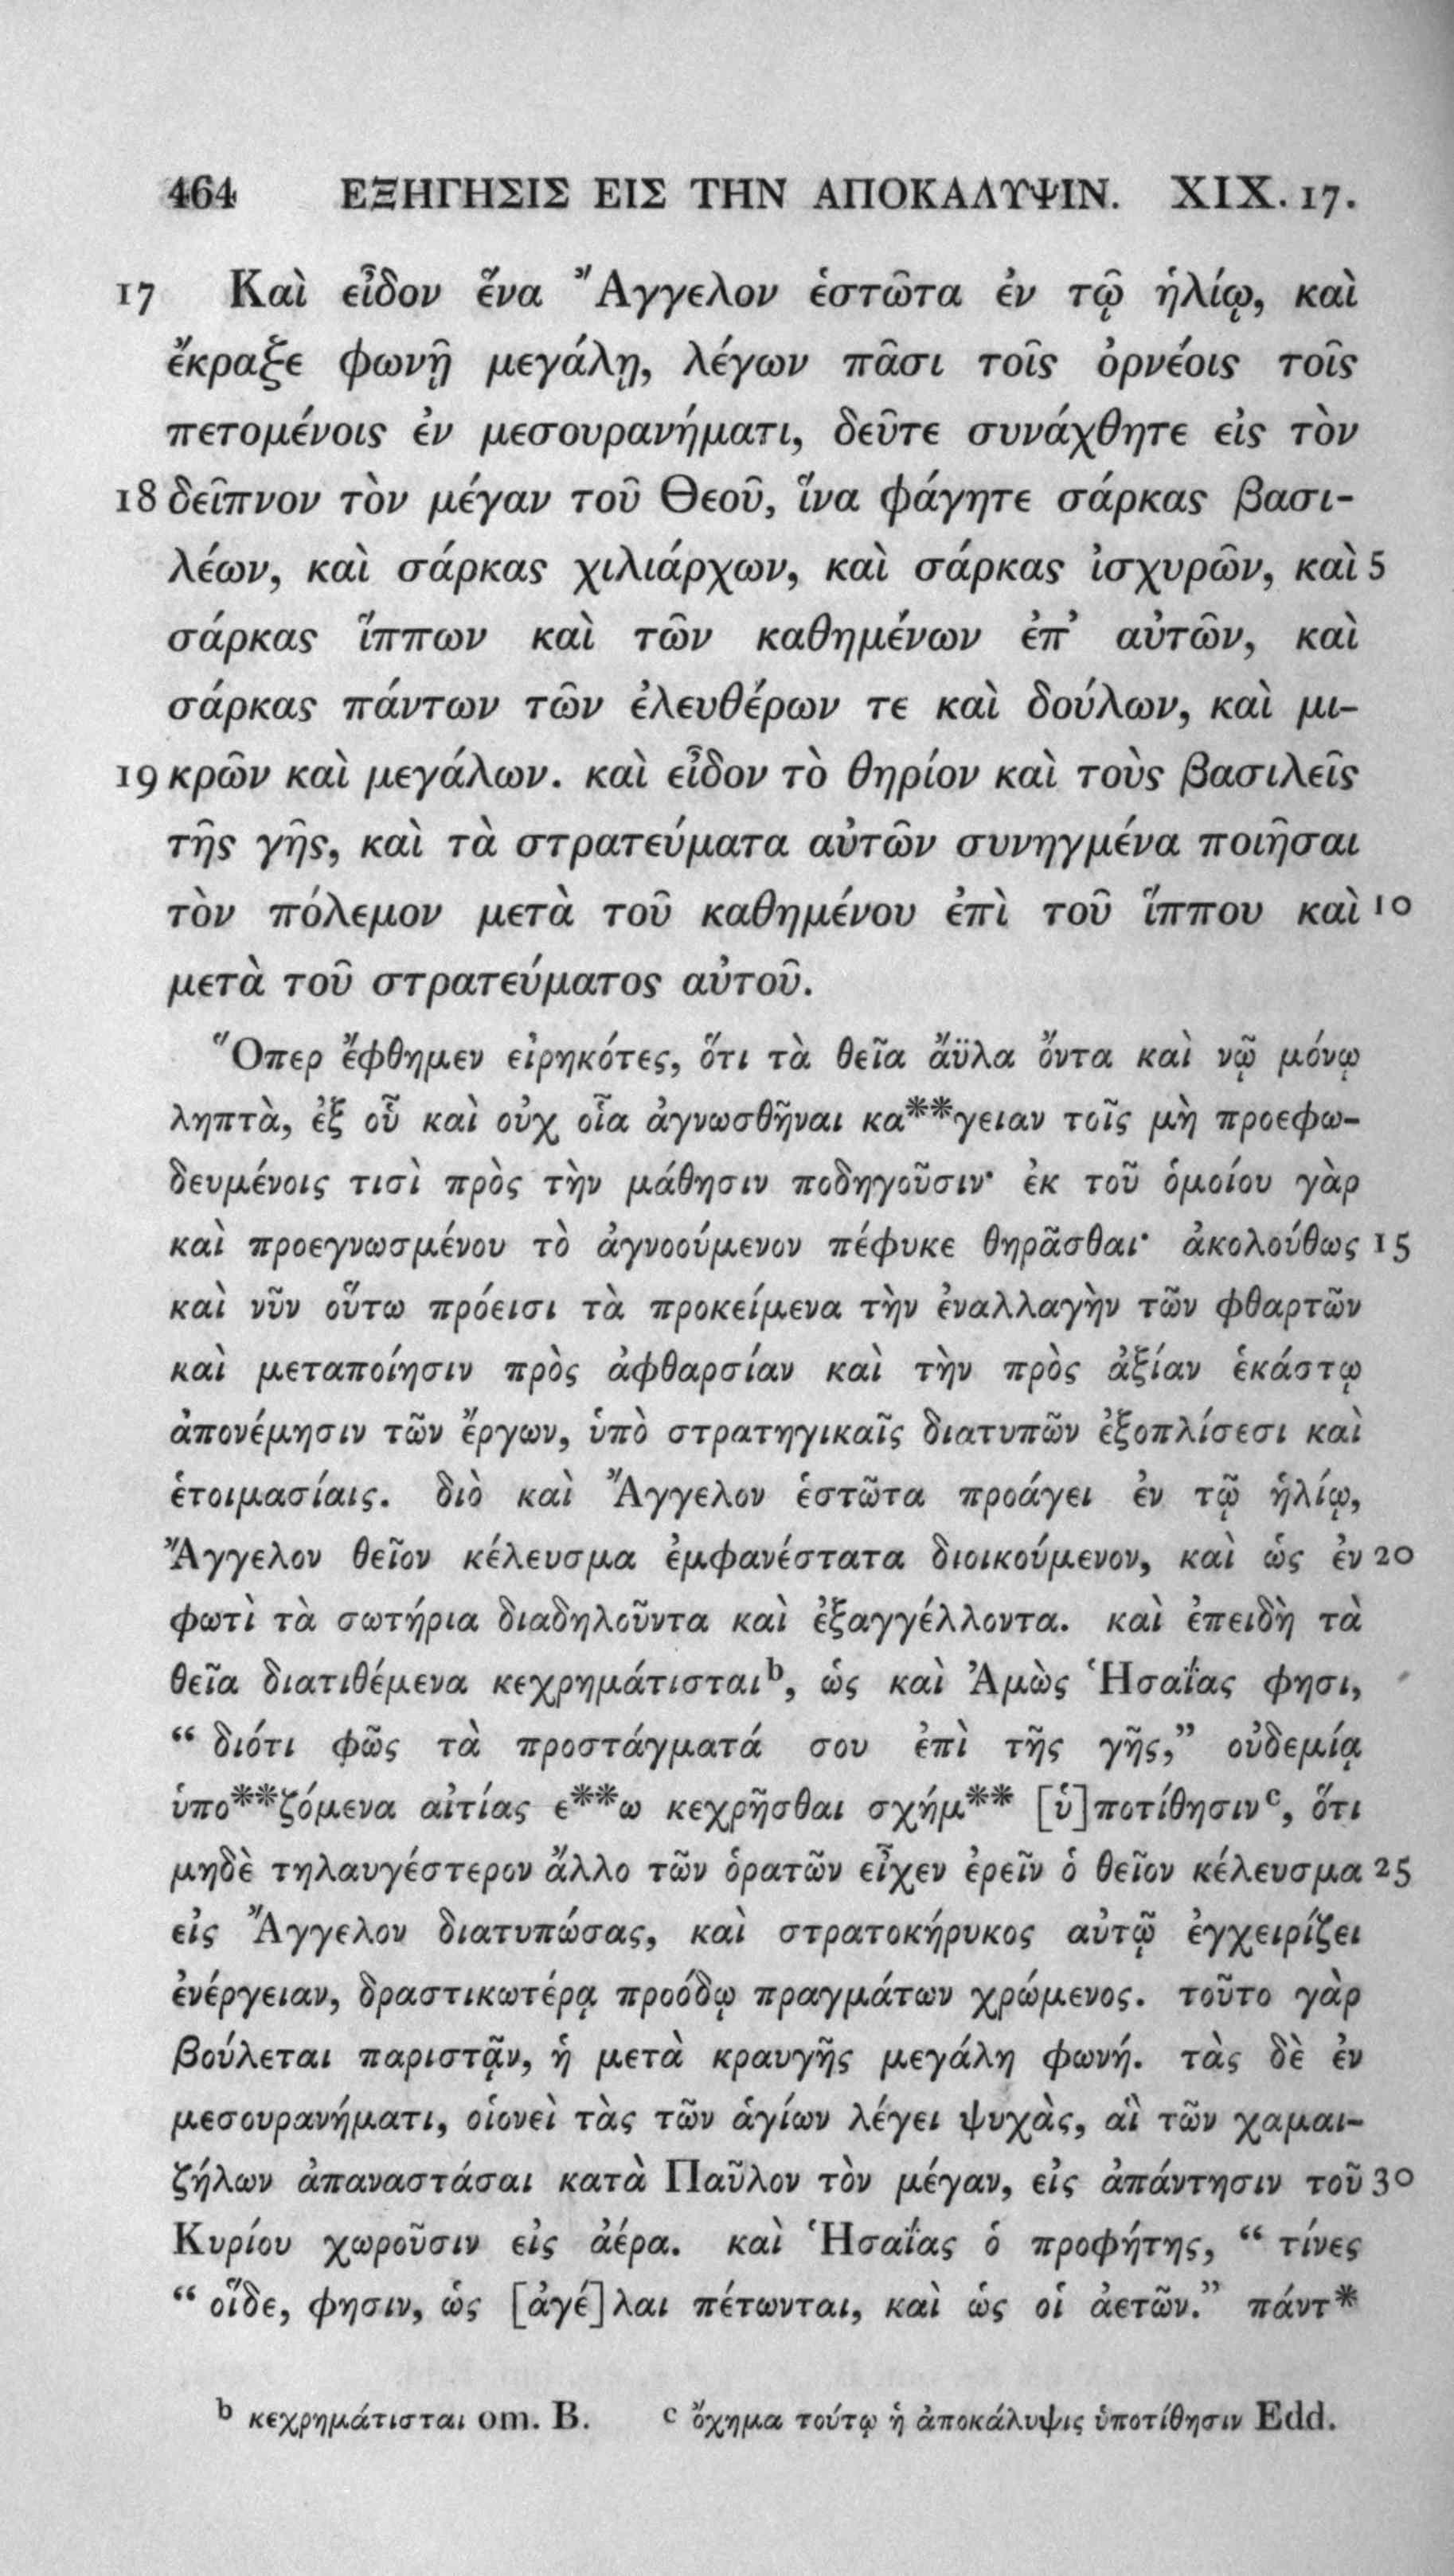 464 ΕΞΗΓΗΣΙΣ ΕΙΣ ΤΗΝ ΑΠΟΚΑΛΥΨΙΝ. XIX. 17.
17 Καὶ εἶδον ἕνα Ἄγγελον ἑστῶτα ἐν τῷ ἡλίῳ, καὶ
ἔκραξε φωνῇ μεγάλῃ, λέγων πᾶσι τοῖς ὀρνέοις τοῖς
πετομένοις ἐν μεσουρανήματι, δεῦτε συνάχθητε εἰς τὸν
18 δεῖπνον τὸν μέγαν τοῦ Θεοῦ, ἵνα φάγητε σάρκας βασι-
λέων, καὶ σάρκας χιλιάρχων, καὶ σάρκας ἰσχυρῶν, καὶ 5
σάρκας ἵππων καὶ τῶν καθημένων ἐπ’ αὐτῶν, καὶ
σάρκας πάντων τῶν ἐλευθέρων τε καὶ δούλων, καὶ μι-
19 κρῶν καὶ μεγάλων. καὶ εἶδον τὸ θηρίον καὶ τοὺς βασιλεῖς
τῆς γῆς, καὶ τὰ στρατεύματα αὐτῶν συνηγμένα ποιῆσαι
τὸν πόλεμον μετὰ τοῦ καθημένου ἐπὶ τοῦ ἵππου καὶ 10
μετὰ τοῦ στρατεύματος αὐτοῦ.
Ὅπερ ἔφθημεν εἰρηκότες, ὅτι τὰ θεῖα ἄϋλα ὄντα καὶ νῷ μόνῳ
ληπτὰ, ἐξ οὗ καὶ οὐχ οἷα ἀγνωσθῆναι κα**γειαν τοῖς μὴ προεφω-
δευμένοις τισὶ πρὸς τὴν μάθησιν ποδηγοῦσιν· ἐκ τοῦ ὁμοίου γὰρ
καὶ προεγνωσμένου τὸ ἀγνοούμενον πέφυκε θηρᾶσθαι· ἀκολούθως 15
καὶ νῦν οὕτω πρόεισι τὰ προκείμενα τὴν ἐναλλαγὴν τῶν φθαρτῶν
καὶ μεταποίησιν πρὸς ἀφθαρσίαν καὶ τὴν πρὸς ἀξίαν ἑκάστῳ
ἀπονέμησιν τῶν ἔργων, ὑπὸ στρατηγικαῖς διατυπῶν ἐξοπλίσεσι καὶ
ἑτοιμασίαις. διὸ καὶ Ἄγγελον ἑστῶτα προάγει ἐν τῷ ἡλίῳ,
Ἄγγελον θεῖον κέλευσμα ἐμφανέστατα διοικούμενον, καὶ ὡς ἐν 20
φωτὶ τὰ σωτήρια διαδηλοῦντα καὶ ἐξαγγέλλοντα. καὶ ἐπειδὴ τὰ
θεῖα διατιθέμενα κεχρημάτισταιb, ὡς καὶ Ἀμὼς Ἡσαΐας φησι,
“ διότι φῶς τὰ προστάγματά σου ἐπὶ τῆς γῆς,” οὐδεμίᾳ
ὑπο**ζόμενα αἰτίας ε**ω κεχρῆσθαι σχήμ** [ὑ]ποτίθησινc, ὅτι
μηδὲ τηλαυγέστερον ἄλλο τῶν ὁρατῶν εἶχεν ἐρεῖν ὁ θεῖον κέλευσμα 25
εἰς Ἄγγελον διατυπώσας, καὶ στρατοκήρυκος αὐτῷ ἐγχειρίζει
ἐνέργειαν, δραστικωτέρᾳ προόδῳ πραγμάτων χρώμενος. τοῦτο γὰρ
βούλεται παριστᾷν, ἡ μετὰ κραυγῆς μεγάλη φωνή. τὰς δὲ ἐν
μεσουρανήματι, οἱονεὶ τὰς τῶν ἁγίων λέγει ψυχὰς, αἳ τῶν χαμαι-
ζήλων ἀπαναστάσαι κατὰ Παῦλον τὸν μέγαν, εἰς ἀπάντησιν τοῦ 30
Κυρίου χωροῦσιν εἰς ἀέρα. καὶ Ἡσαΐας ὁ προφήτης, “ τίνες
“ οἵδε, φησιν, ὡς [ἀγέ]λαι πέτωνται, καὶ ὡς οἱ ἀετῶν.” πάντ*
b κεχρημάτισται om. B. c ὄχημα τούτῳ ἡ ἀποκάλυψις ὑποτίθησιν Edd.